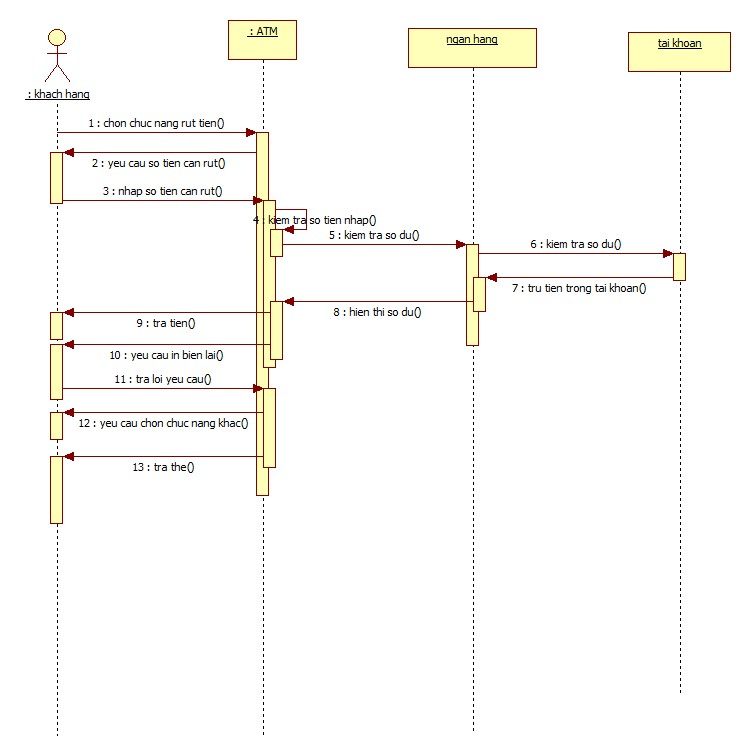 : ATM
ngan hang
tai khoan
: khach hang
1 : chon chuc nang rut tien()
2 : yeu cau so tien can rut()
3 : nhap so tien can rut()
4 : kiem tra so tien nhap()
5 : kiem tra so du()
6 : kiem tra so du()
7 : tru tien trong tai khoan()
8 : hien thi so du()
9 : tra tien()
10 : yeu cau in bien lai()
11 : tra loi yeu cau()
12 : yeu cau chon chuc nang khac()
13 : tra the()